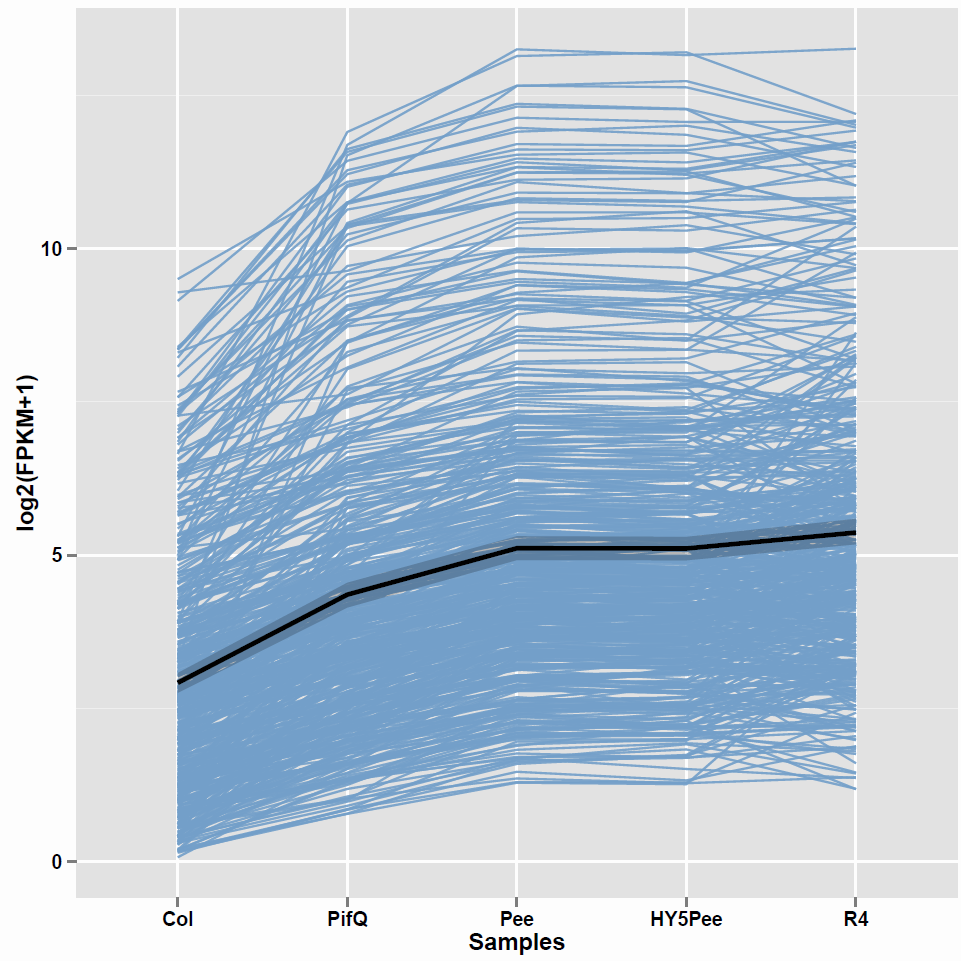 log2(FPKM+1)
10
5
0
Col PifQ Pee HY5Pee R4
Samples